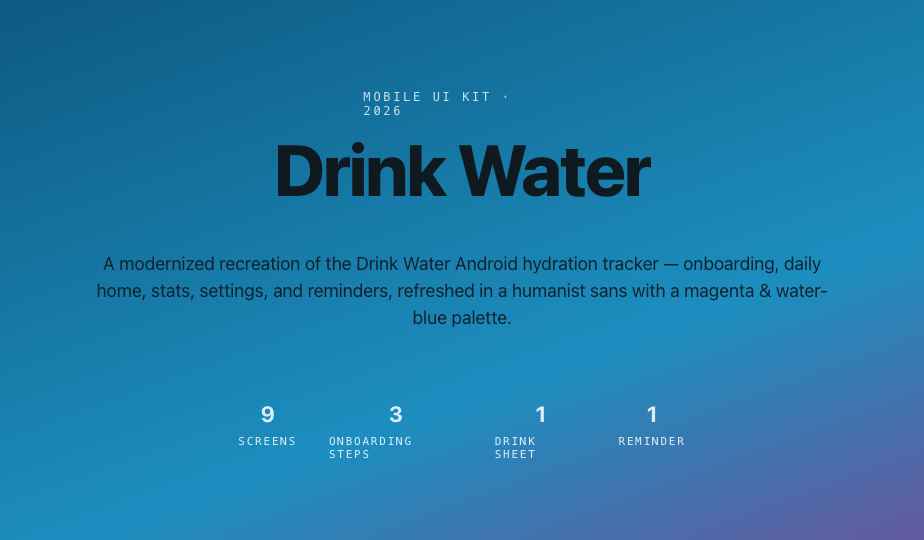 MOBILE UI KIT ·
2026
Drink Water
A modernized recreation of the Drink Water Android hydration tracker — onboarding, daily
home, stats, settings, and reminders, refreshed in a humanist sans with a magenta & water-
blue palette.
9
SCREENS
3
ONBOARDING
STEPS
1
DRINK
SHEET
1
REMINDER